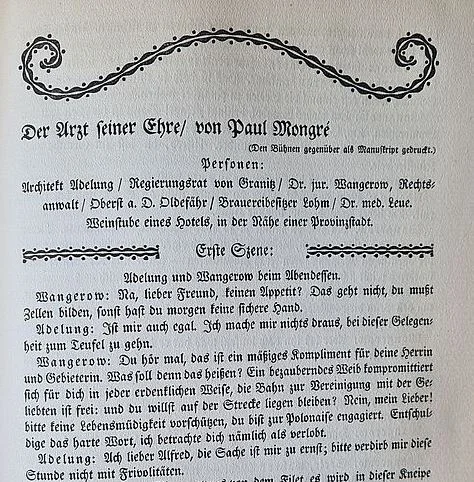 Der Arzt seiner Ehre / von Paul Mongré
(Den Bühnen gegenüber als Manuskript gedruckt.)
Personen:
Architekt Adelung / Regierungsrat von Granitz / Dr. jur. Wangerow, Rechts-
anwalt / Oberst a. D. Oldefähr / Brauereibesitzer Lohm / Dr. med. Leue.
Weinstube eines Hotels, in der Nähe einer Provinzstadt.
Erste Szene:
Adelung und Wangerow beim Abendessen.
Wangerow: Na, lieber Freund, keinen Appetit? Das geht nicht, du mußt
Zellen bilden, sonst hast du morgen keine sichere Hand.
Adelung: Ist mir auch egal. Ich mache mir nichts draus, bei dieser Gelegen-
heit zum Teufel zu gehn.
Wangerow: Du hör mal, das ist ein mäßiges Kompliment für deine Herrin
und Gebieterin. Was soll denn das heißen? Ein bezauberndes Weib kompromittiert
sich für dich in jeder erdenklichen Weise, die Bahn zur Vereinigung mit der Ge-
liebten ist frei: und du willst auf der Strecke liegen bleiben? Nein, mein Lieber!
bitte keine Lebensmüdigkeit vorschützen, du bist zur Polonaise engagiert. Entschul-
dige das harte Wort, ich betrachte dich nämlich als verlobt.
Adelung: Ach lieber Alfred, die Sache ist mir zu ernst; bitte verdirb mir diese
Stunde nicht mit Frivolitäten.
von dem Filet es wird in dieser Kneipe